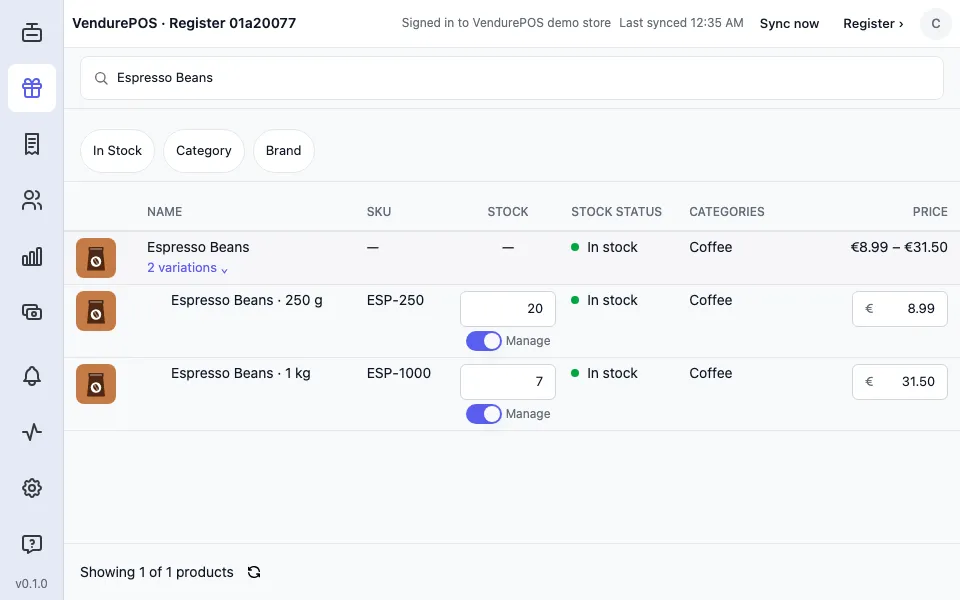 VendurePOS · Register 01a20077
Signed in to VendurePOS demo store Last synced 12:35 AM Sync now Register › C
Espresso Beans
In Stock Category Brand
NAME SKU STOCK STOCK STATUS CATEGORIES PRICE
Espresso Beans — — In stock Coffee €8.99 – €31.50
2 variations
Espresso Beans · 250 g ESP-250 20 In stock Coffee € 8.99
Manage
Espresso Beans · 1 kg ESP-1000 7 In stock Coffee € 31.50
Manage
Showing 1 of 1 products
v0.1.0